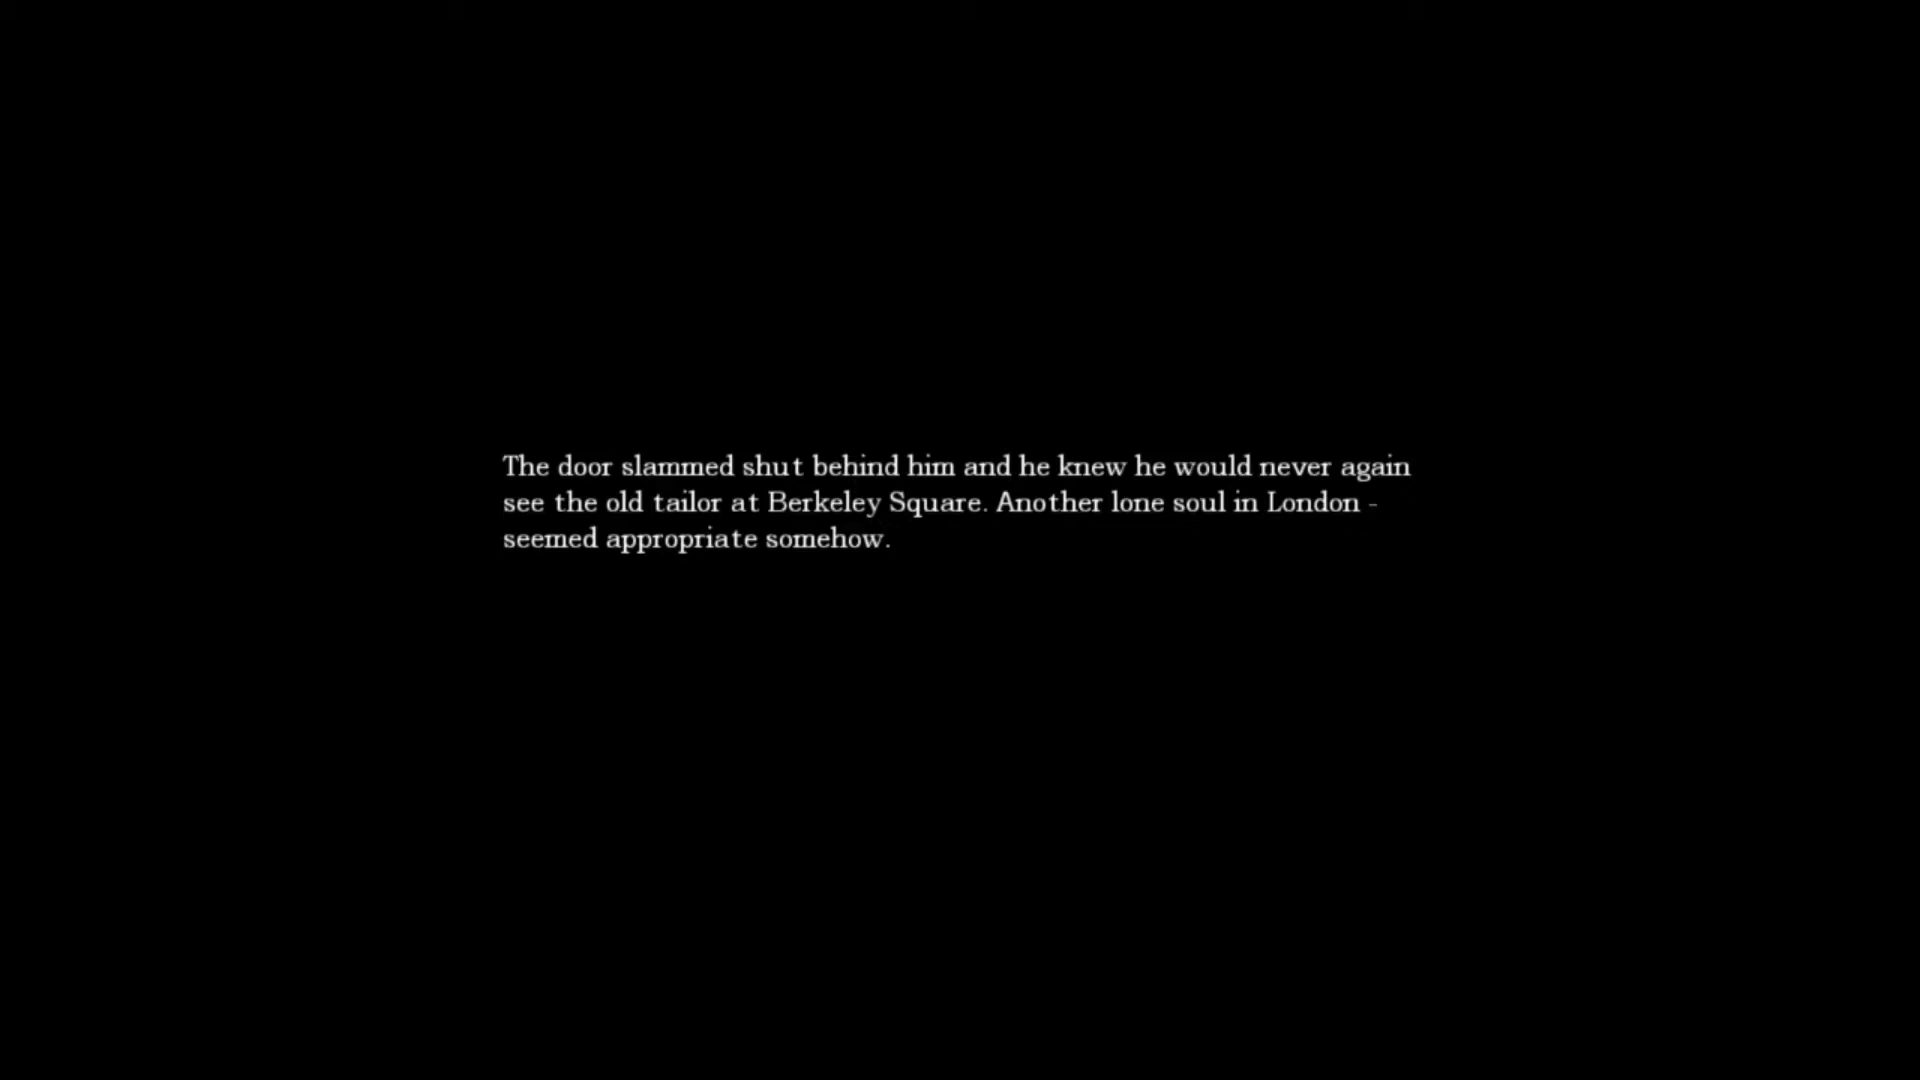 The door slammed shut behind him and he knew he would never again
see the old tailor at Berkeley Square. Another lone soul in London -
seemed appropriate somehow.